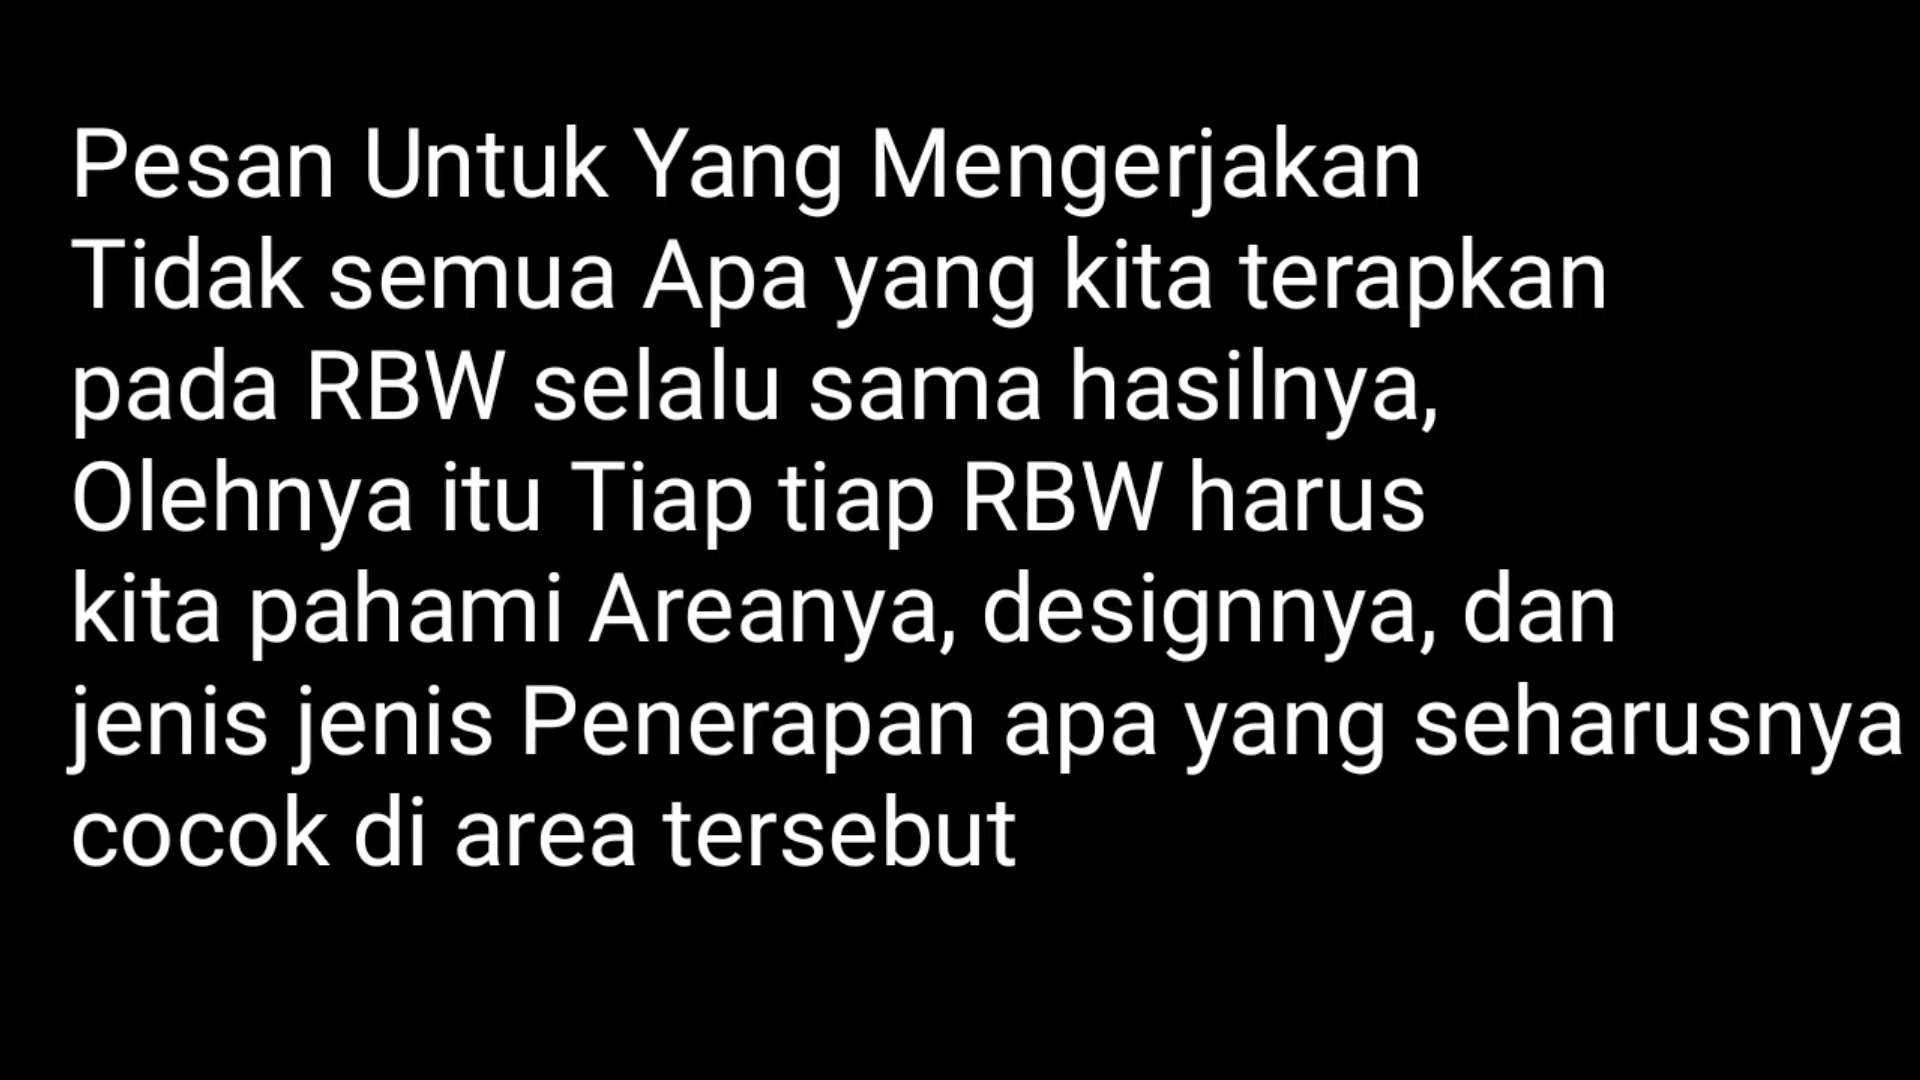 Pesan Untuk Yang Mengerjakan
Tidak semua Apa yang kita terapkan
pada RBW selalu sama hasilnya,
Olehnya itu Tiap tiap RBW harus
kita pahami Areanya, designnya, dan
jenis jenis Penerapan apa yang seharusnya
cocok di area tersebut